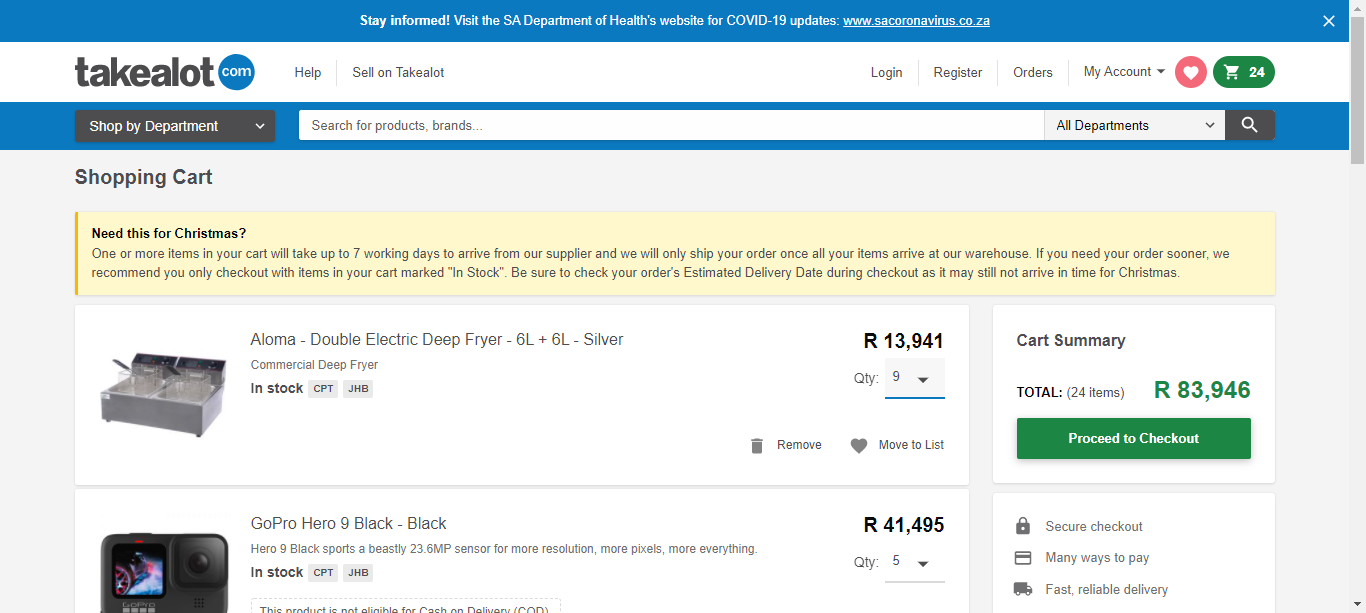 Stay informed! Visit the SA Department of Health's website for COVID-19 updates: www.sacoronavirus.co.za
takealot com
Help
Sell on Takealot
Login
Register
Orders
My Account
24
Shop by Department
Search for products, brands...
All Departments
Shopping Cart
Need this for Christmas?
One or more items in your cart will take up to 7 working days to arrive from our supplier and we will only ship your order once all your items arrive at our warehouse. If you need your order sooner, we
recommend you only checkout with items in your cart marked "In Stock". Be sure to check your order's Estimated Delivery Date during checkout as it may still not arrive in time for Christmas.
Aloma - Double Electric Deep Fryer - 6L + 6L - Silver
R 13,941
Commercial Deep Fryer
Qty: 9
In stock CPT JHB
Remove
Move to List
Cart Summary
TOTAL: (24 items) R 83,946
Proceed to Checkout
GoPro Hero 9 Black - Black
R 41,495
Hero 9 Black sports a beastly 23.6MP sensor for more resolution, more pixels, more everything.
Qty: 5
In stock CPT JHB
This product is not eligible for Cash on Delivery (COD)
GoPro
Secure checkout
Many ways to pay
Fast, reliable delivery